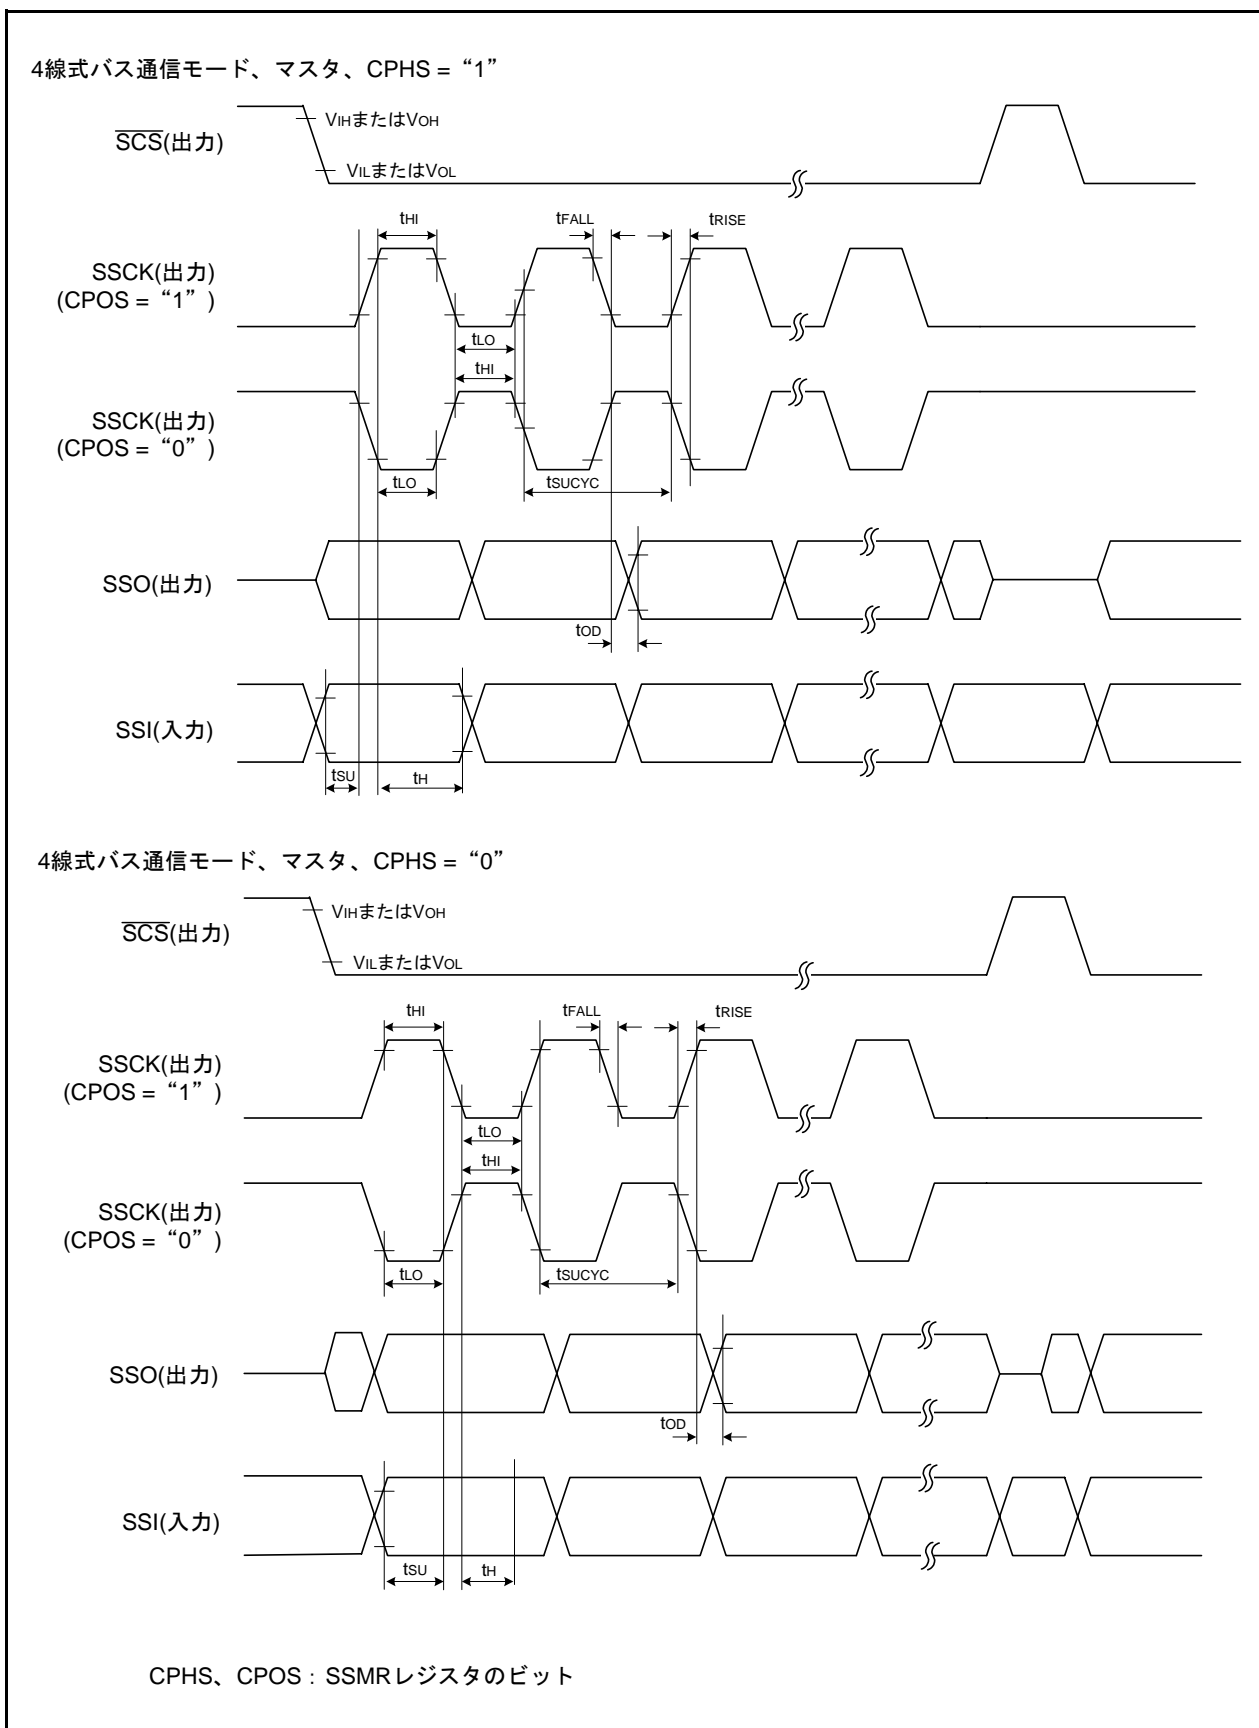 4線式バス通信モード、マスタ、CPHS = “1”
VIHまたはVOH
SCS(出力)
VILまたはVOL
tHI
tFALL
tRISE
SSCK(出力)
(CPOS = “1” )
tLO
tHI
SSCK(出力)
(CPOS = “0” )
tLO
tSUCYC
SSO(出力)
tOD
SSI(入力)
tSU
tH
4線式バス通信モード、マスタ、CPHS = “0”
VIHまたはVOH
SCS(出力)
VILまたはVOL
tHI
tFALL
tRISE
SSCK(出力)
(CPOS = “1” )
tLO
tHI
SSCK(出力)
(CPOS = “0” )
tLO
tSUCYC
SSO(出力)
tOD
SSI(入力)
tSU
tH
CPHS、CPOS : SSMRレジスタのビット